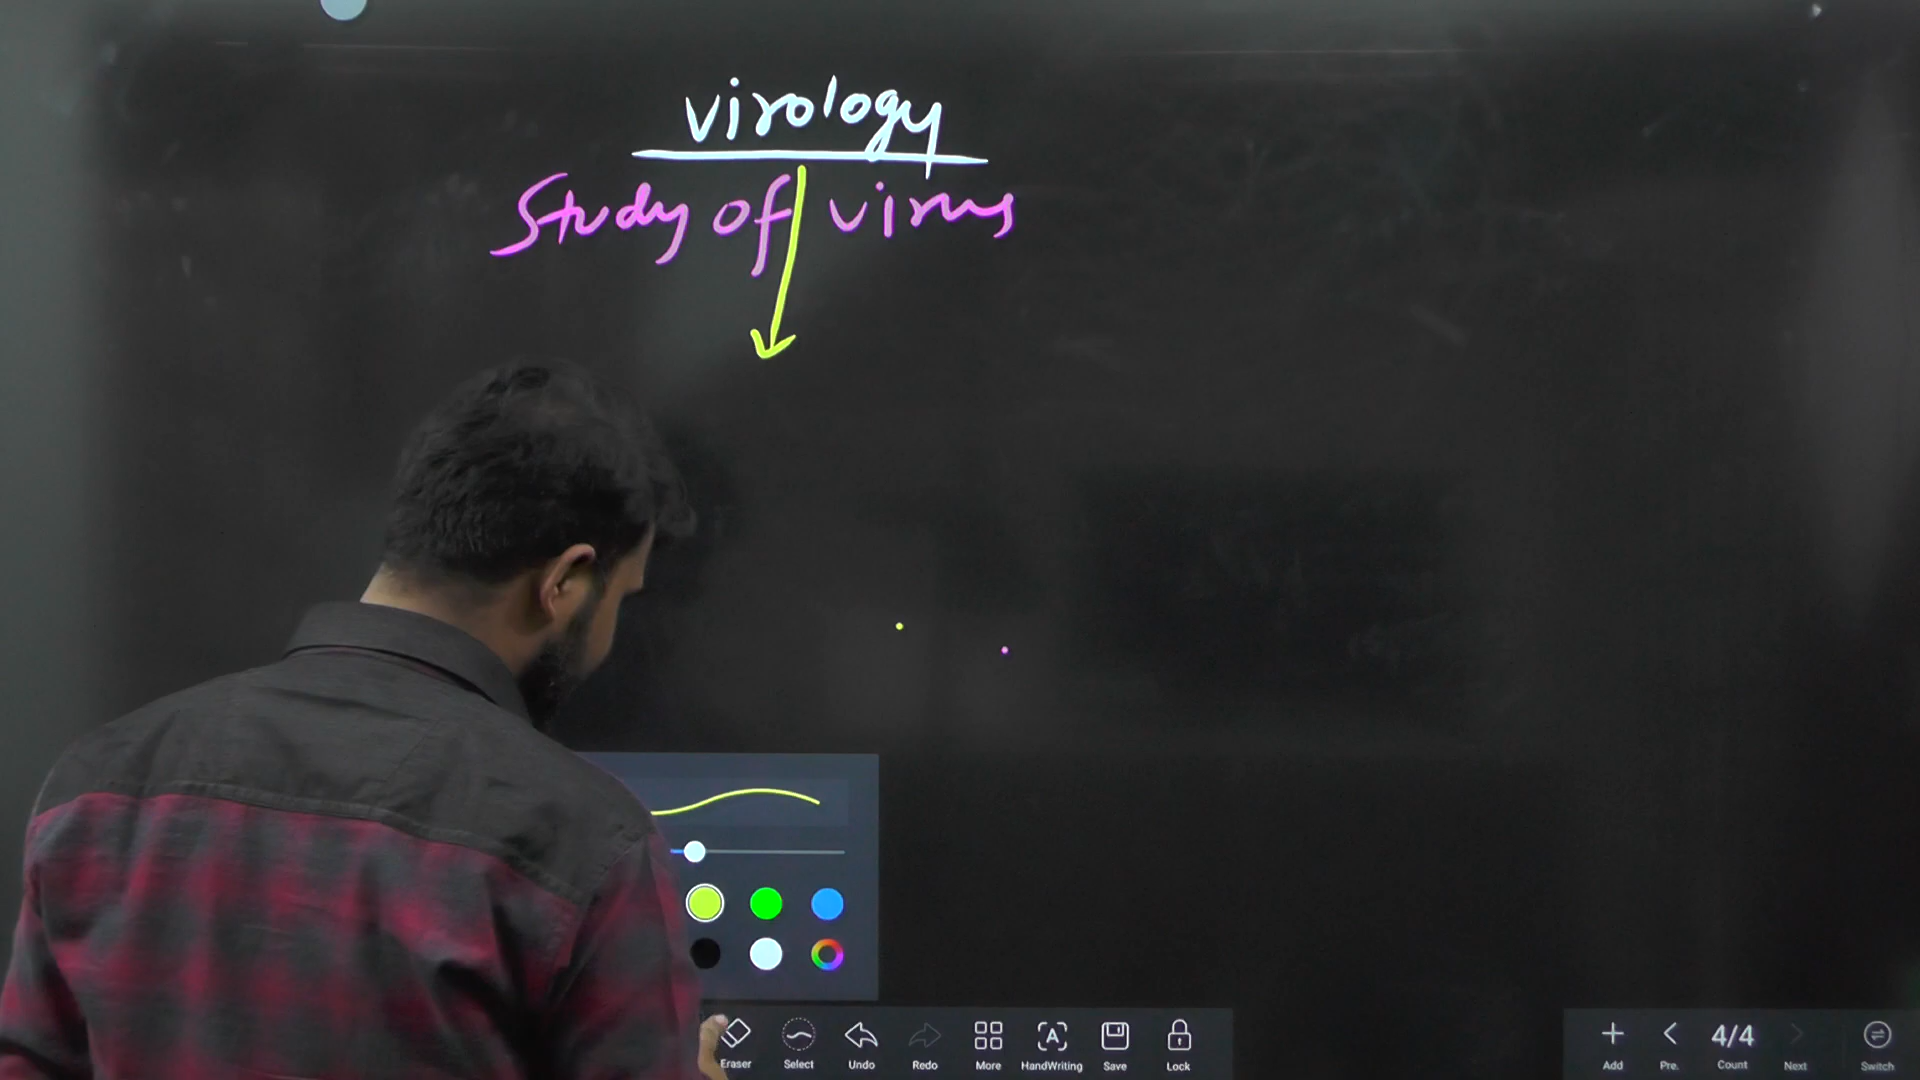 virology
Study of virus
Eraser Select Undo Redo More HandWriting Save Lock
4/4
Add Pre. Count Next Switch